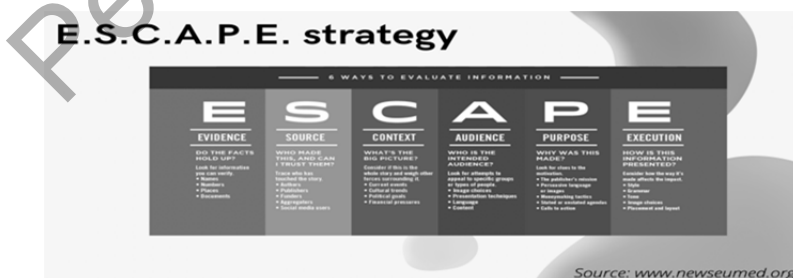 Pe
E.S.C.A.P.E. strategy
6 WAYS TO EVALUATE INFORMATION
E S C A P E
EVIDENCE
DO THE FACTS
HOLD UP?
Look for information
you can verify.
• Names
• Numbers
• Places
• Documents
SOURCE
WHO MADE
THIS, AND CAN
I TRUST THEM?
Trace who has
touched the story.
• Authors
• Publishers
• Funders
• Aggregators
• Social media users
CONTEXT
WHAT'S THE
BIG PICTURE?
Consider if this is the
whole story and weigh other
forces surrounding it.
• Current events
• Cultural trends
• Political goals
• Financial pressures
AUDIENCE
WHO IS THE
INTENDED
AUDIENCE?
Look for attempts to
appeal to specific groups
or types of people.
• Image choices
• Presentation techniques
• Language
• Content
PURPOSE
WHY WAS THIS
MADE?
Look for clues to the
motivation.
• The publisher's mission
• Persuasive language
or images
• Moneymaking tactics
• Stated or unstated agendas
• Calls to action
EXECUTION
HOW IS THIS
INFORMATION
PRESENTED?
Consider how the way it's
made affects the impact.
• Style
• Grammar
• Tone
• Image choices
• Placement and layout
Source: www.newseumed.org